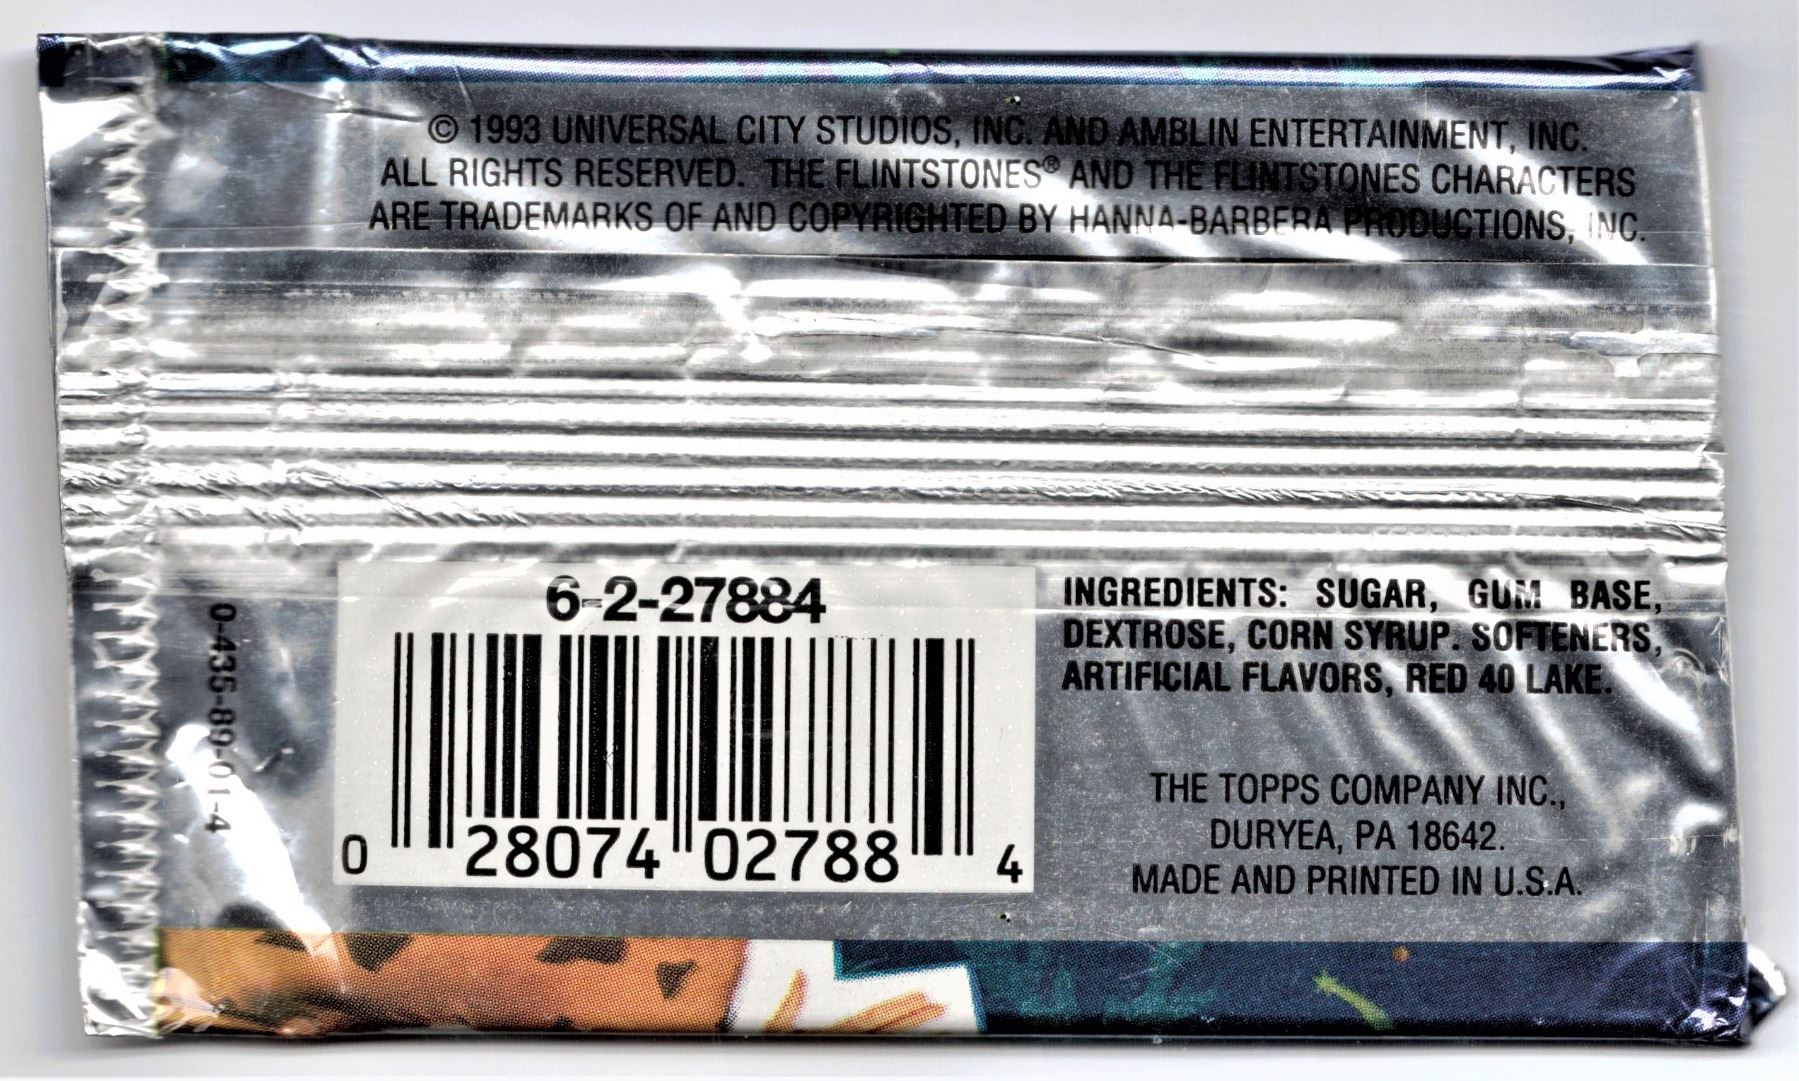 © 1993 UNIVERSAL CITY STUDIOS, INC. AND AMBLIN ENTERTAINMENT, INC.
ALL RIGHTS RESERVED. THE FLINTSTONES® AND THE FLINTSTONES CHARACTERS
ARE TRADEMARKS OF AND COPYRIGHTED BY HANNA-BARBERA PRODUCTIONS, INC.
0-435-89-01-4
6-2-27884
0 28074 02788 4
INGREDIENTS: SUGAR, GUM BASE,
DEXTROSE, CORN SYRUP. SOFTENERS,
ARTIFICIAL FLAVORS, RED 40 LAKE.
THE TOPPS COMPANY INC.,
DURYEA, PA 18642.
MADE AND PRINTED IN U.S.A.